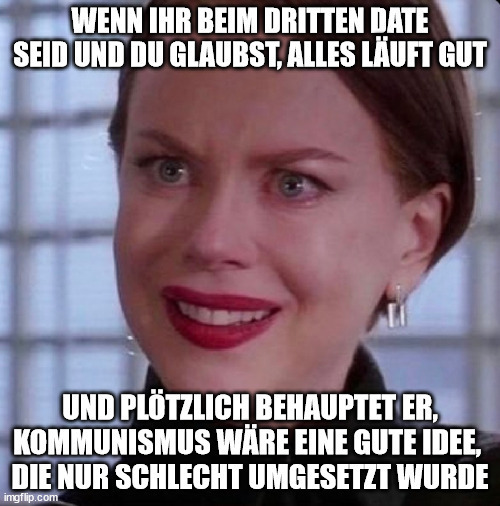 WENN IHR BEIM DRITTEN DATE
SEID UND DU GLAUBST, ALLES LÄUFT GUT
UND PLÖTZLICH BEHAUPTET ER,
KOMMUNISMUS WÄRE EINE GUTE IDEE,
DIE NUR SCHLECHT UMGESETZT WURDE
imgflip.com